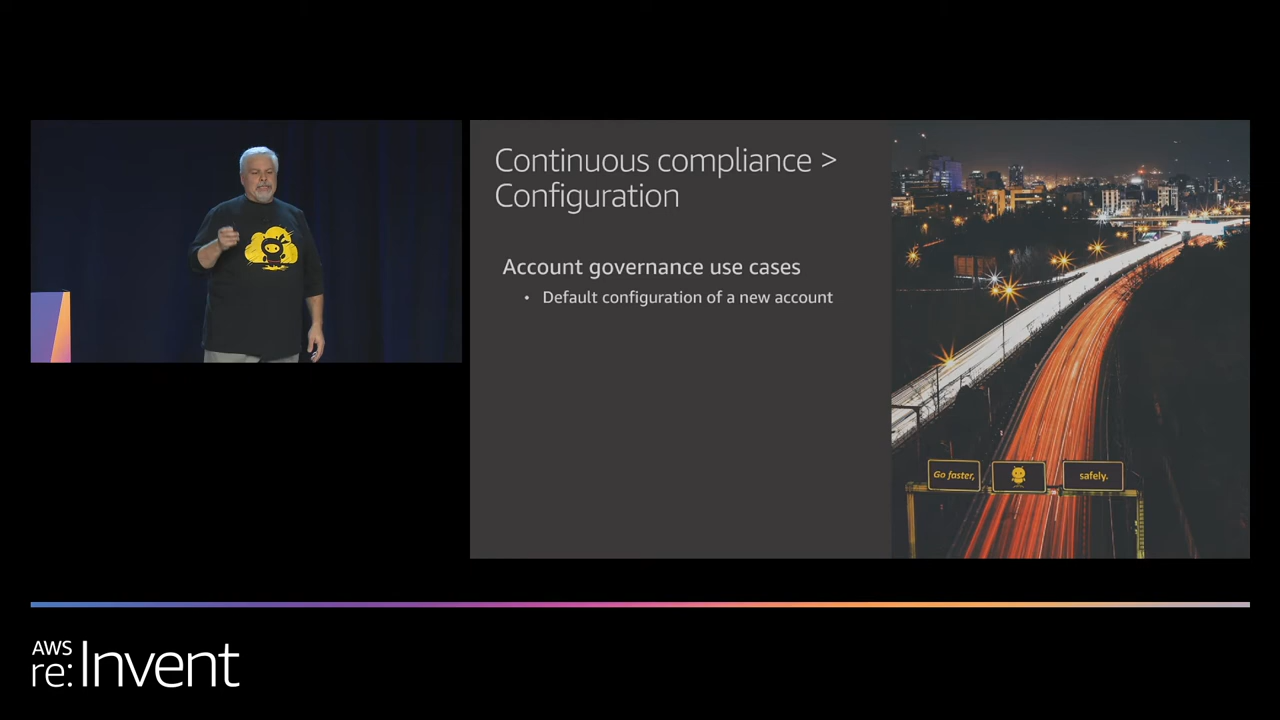 Continuous compliance >
Configuration
Account governance use cases
• Default configuration of a new account
Go faster,
safely.
AWS
re:Invent